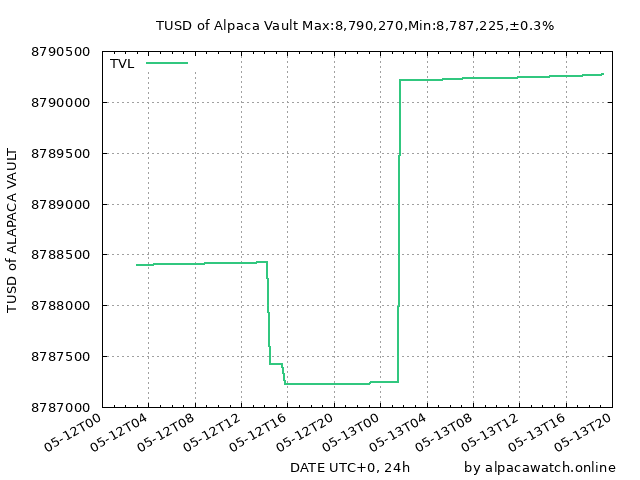 TUSD of Alpaca Vault Max:8,790,270,Min:8,787,225,±0.3%
TVL
TUSD of ALAPACA VAULT
8790500
8790000
8789500
8789000
8788500
8788000
8787500
8787000
05-12T00
05-12T04
05-12T08
05-12T12
05-12T16
05-12T20
05-13T00
05-13T04
05-13T08
05-13T12
05-13T16
05-13T20
DATE UTC+0, 24h
by alpacawatch.online